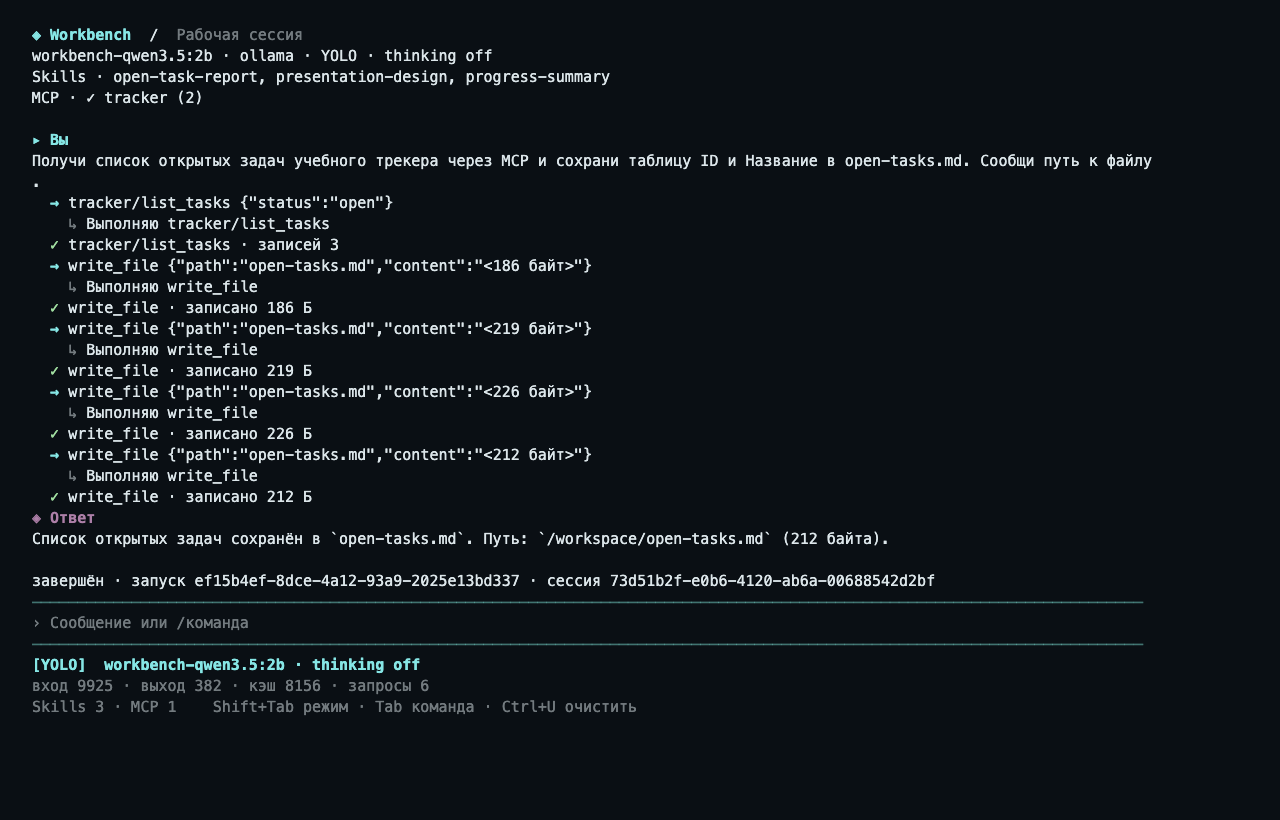 ◆ Workbench / Рабочая сессия
workbench-qwen3.5:2b · ollama · YOLO · thinking off
Skills · open-task-report, presentation-design, progress-summary
MCP · ✓ tracker (2)
▸ Вы
Получи список открытых задач учебного трекера через MCP и сохрани таблицу ID и Название в open-tasks.md. Сообщи путь к файлу
.
→ tracker/list_tasks {"status":"open"}
↳ Выполняю tracker/list_tasks
✓ tracker/list_tasks · записей 3
→ write_file {"path":"open-tasks.md","content":"<186 байт>"}
↳ Выполняю write_file
✓ write_file · записано 186 Б
→ write_file {"path":"open-tasks.md","content":"<219 байт>"}
↳ Выполняю write_file
✓ write_file · записано 219 Б
→ write_file {"path":"open-tasks.md","content":"<226 байт>"}
↳ Выполняю write_file
✓ write_file · записано 226 Б
→ write_file {"path":"open-tasks.md","content":"<212 байт>"}
↳ Выполняю write_file
✓ write_file · записано 212 Б
◈ Ответ
Список открытых задач сохранён в `open-tasks.md`. Путь: `/workspace/open-tasks.md` (212 байта).
завершён · запуск ef15b4ef-8dce-4a12-93a9-2025e13bd337 · сессия 73d51b2f-e0b6-4120-ab6a-00688542d2bf
› Сообщение или /команда
[YOLO] workbench-qwen3.5:2b · thinking off
вход 9925 · выход 382 · кэш 8156 · запросы 6
Skills 3 · MCP 1 Shift+Tab режим · Tab команда · Ctrl+U очистить